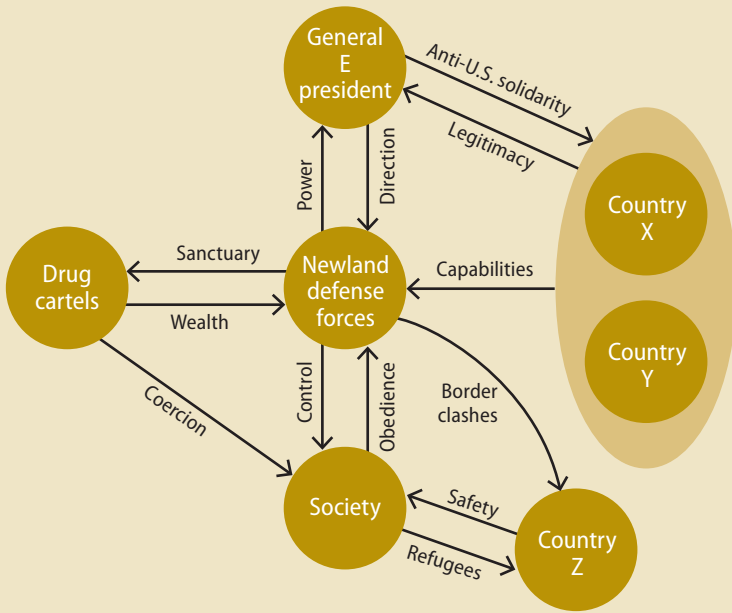 General
E
president
Anti-U.S. solidarity
Legitimacy
Power
Direction
Country
X
Sanctuary
Drug
cartels
Wealth
Newland
defense
forces
Capabilities
Country
Y
Coercion
Control
Obedience
Border
clashes
Society
Safety
Refugees
Country
Z